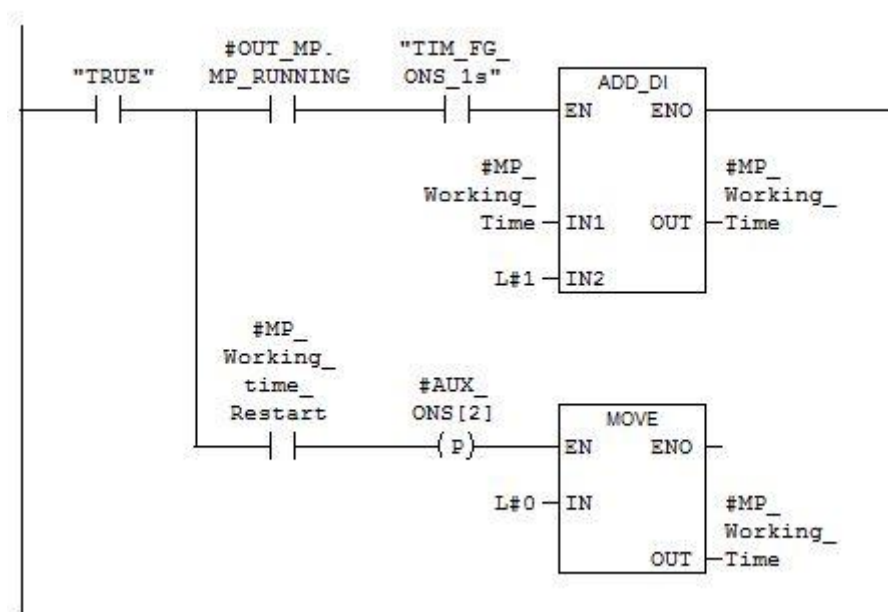 #OUT_MP. "TIM_FG_
"TRUE" MP_RUNNING ONS_1s"
ADD_DI
EN ENO
#MP_ #MP_
Working_ Working_
Time IN1 OUT Time
L#1 IN2
#MP_
Working_
time_ #AUX_
Restart ONS[2]
MOVE
(P) EN ENO
L#0 IN #MP_
Working_
OUT Time